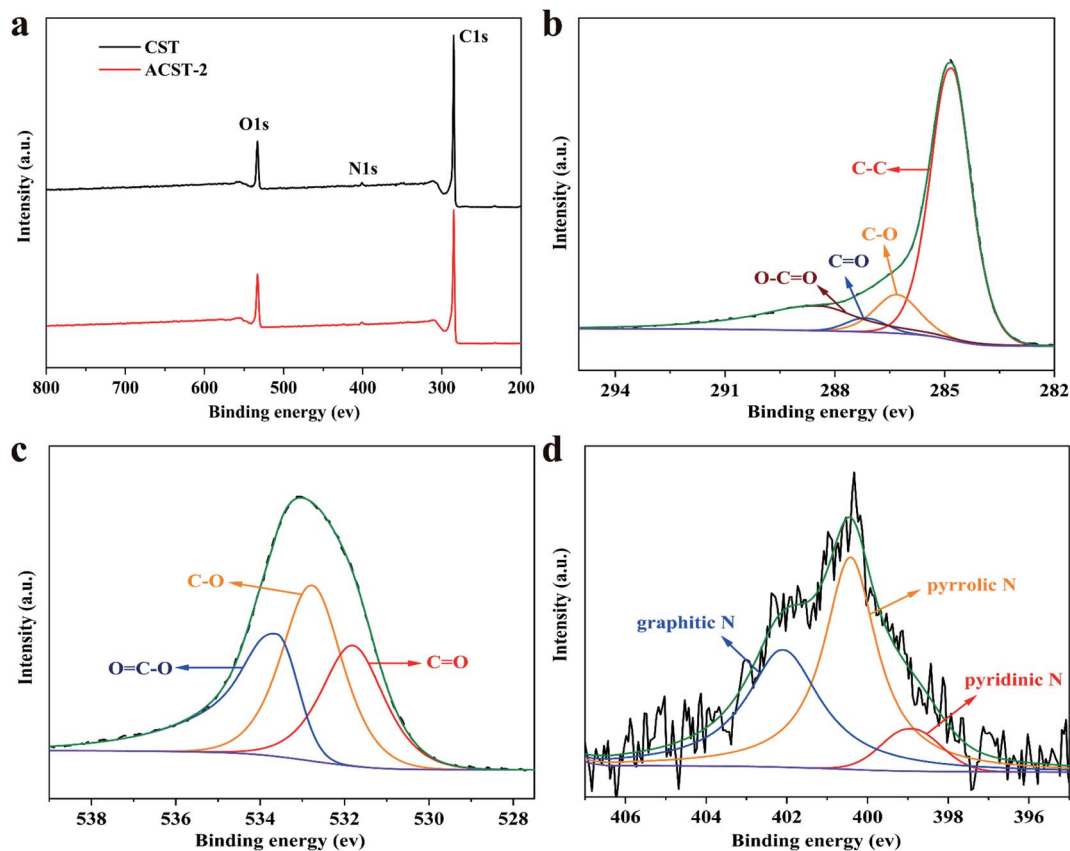 a
CST
ACST-2
C1s
O1s
N1s
Intensity (a.u.)
800 700 600 500 400 300 200
Binding energy (ev)
b
C-C
C-O
C=O
O-C=O
Intensity (a.u.)
294 291 288 285 282
Binding energy (ev)
c
C-O
O=C-O
C=O
Intensity (a.u.)
538 536 534 532 530 528
Binding energy (ev)
d
pyrrolic N
graphitic N
pyridinic N
Intensity (a.u.)
406 404 402 400 398 396
Binding energy (ev)